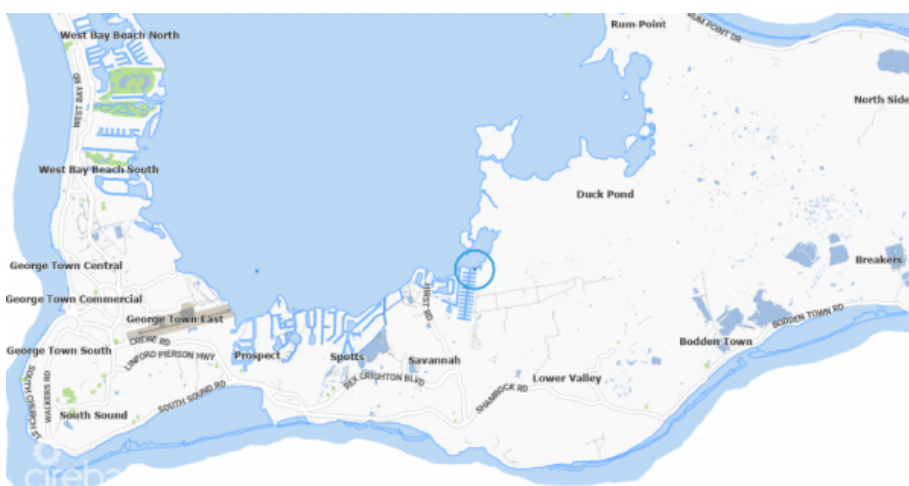 West Bay Beach North
Rum Point
RUM POINT DR
WEST BAY RD
North Side
West Bay Beach South
Duck Pond
George Town Central
Breakers
George Town Commercial
HIRST RD
George Town East
BODDEN TOWN RD
CREWE RD
Bodden Town
George Town South
LINFORD PIERSON HWY
Prospect
Spotts
Savannah
REX CRIGHTON BLVD
Lower Valley
SOUTH CHURCH ST
WALKERS RD
SOUTH SOUND RD
SHAMROCK RD
South Sound
cireba